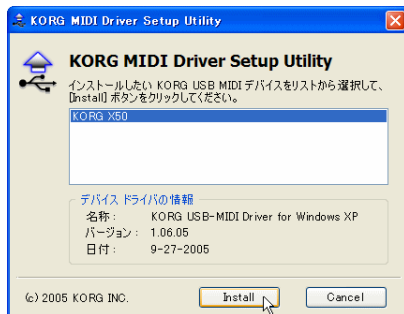 KORG MIDI Driver Setup Utility
KORG MIDI Driver Setup Utility
インストールしたい KORG USB MIDI デバイスをリストから選択して、
[Install] ボタンをクリックしてください。
KORG X50
デバイス ドライバの情報
名称： KORG USB-MIDI Driver for Windows XP
バージョン： 1.06.05
日付： 9-27-2005
(c) 2005 KORG INC. Install Cancel